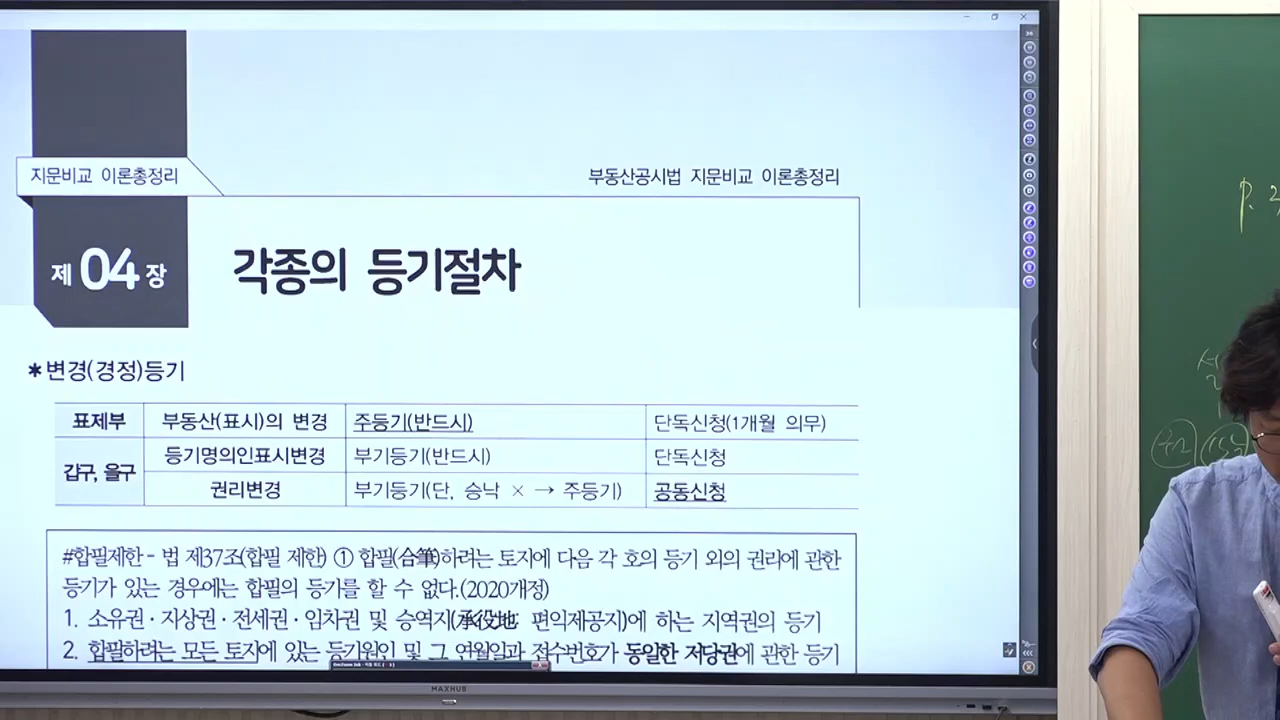 지문비교 이론총정리
부동산공시법 지문비교 이론총정리
제 04 장
각종의 등기절차
*변경(경정)등기
표제부 부동산(표시)의 변경 주등기(반드시) 단독신청(1개월 의무)
갑구, 을구 등기명의인표시변경 부기등기(반드시) 단독신청
권리변경 부기등기(단, 승낙 × → 주등기) 공동신청
#합필제한 - 법 제37조(합필 제한) ① 합필(合筆)하려는 토지에 다음 각 호의 등기 외의 권리에 관한
등기가 있는 경우에는 합필의 등기를 할 수 없다.(2020개정)
1. 소유권·지상권·전세권·임차권 및 승역지(承役地: 편익제공지)에 하는 지역권의 등기
2. 합필하려는 모든 토지에 있는 등기원인 및 그 연월일과 접수번호가 동일한 저당권에 관한 등기
MAXHUB
p. 2